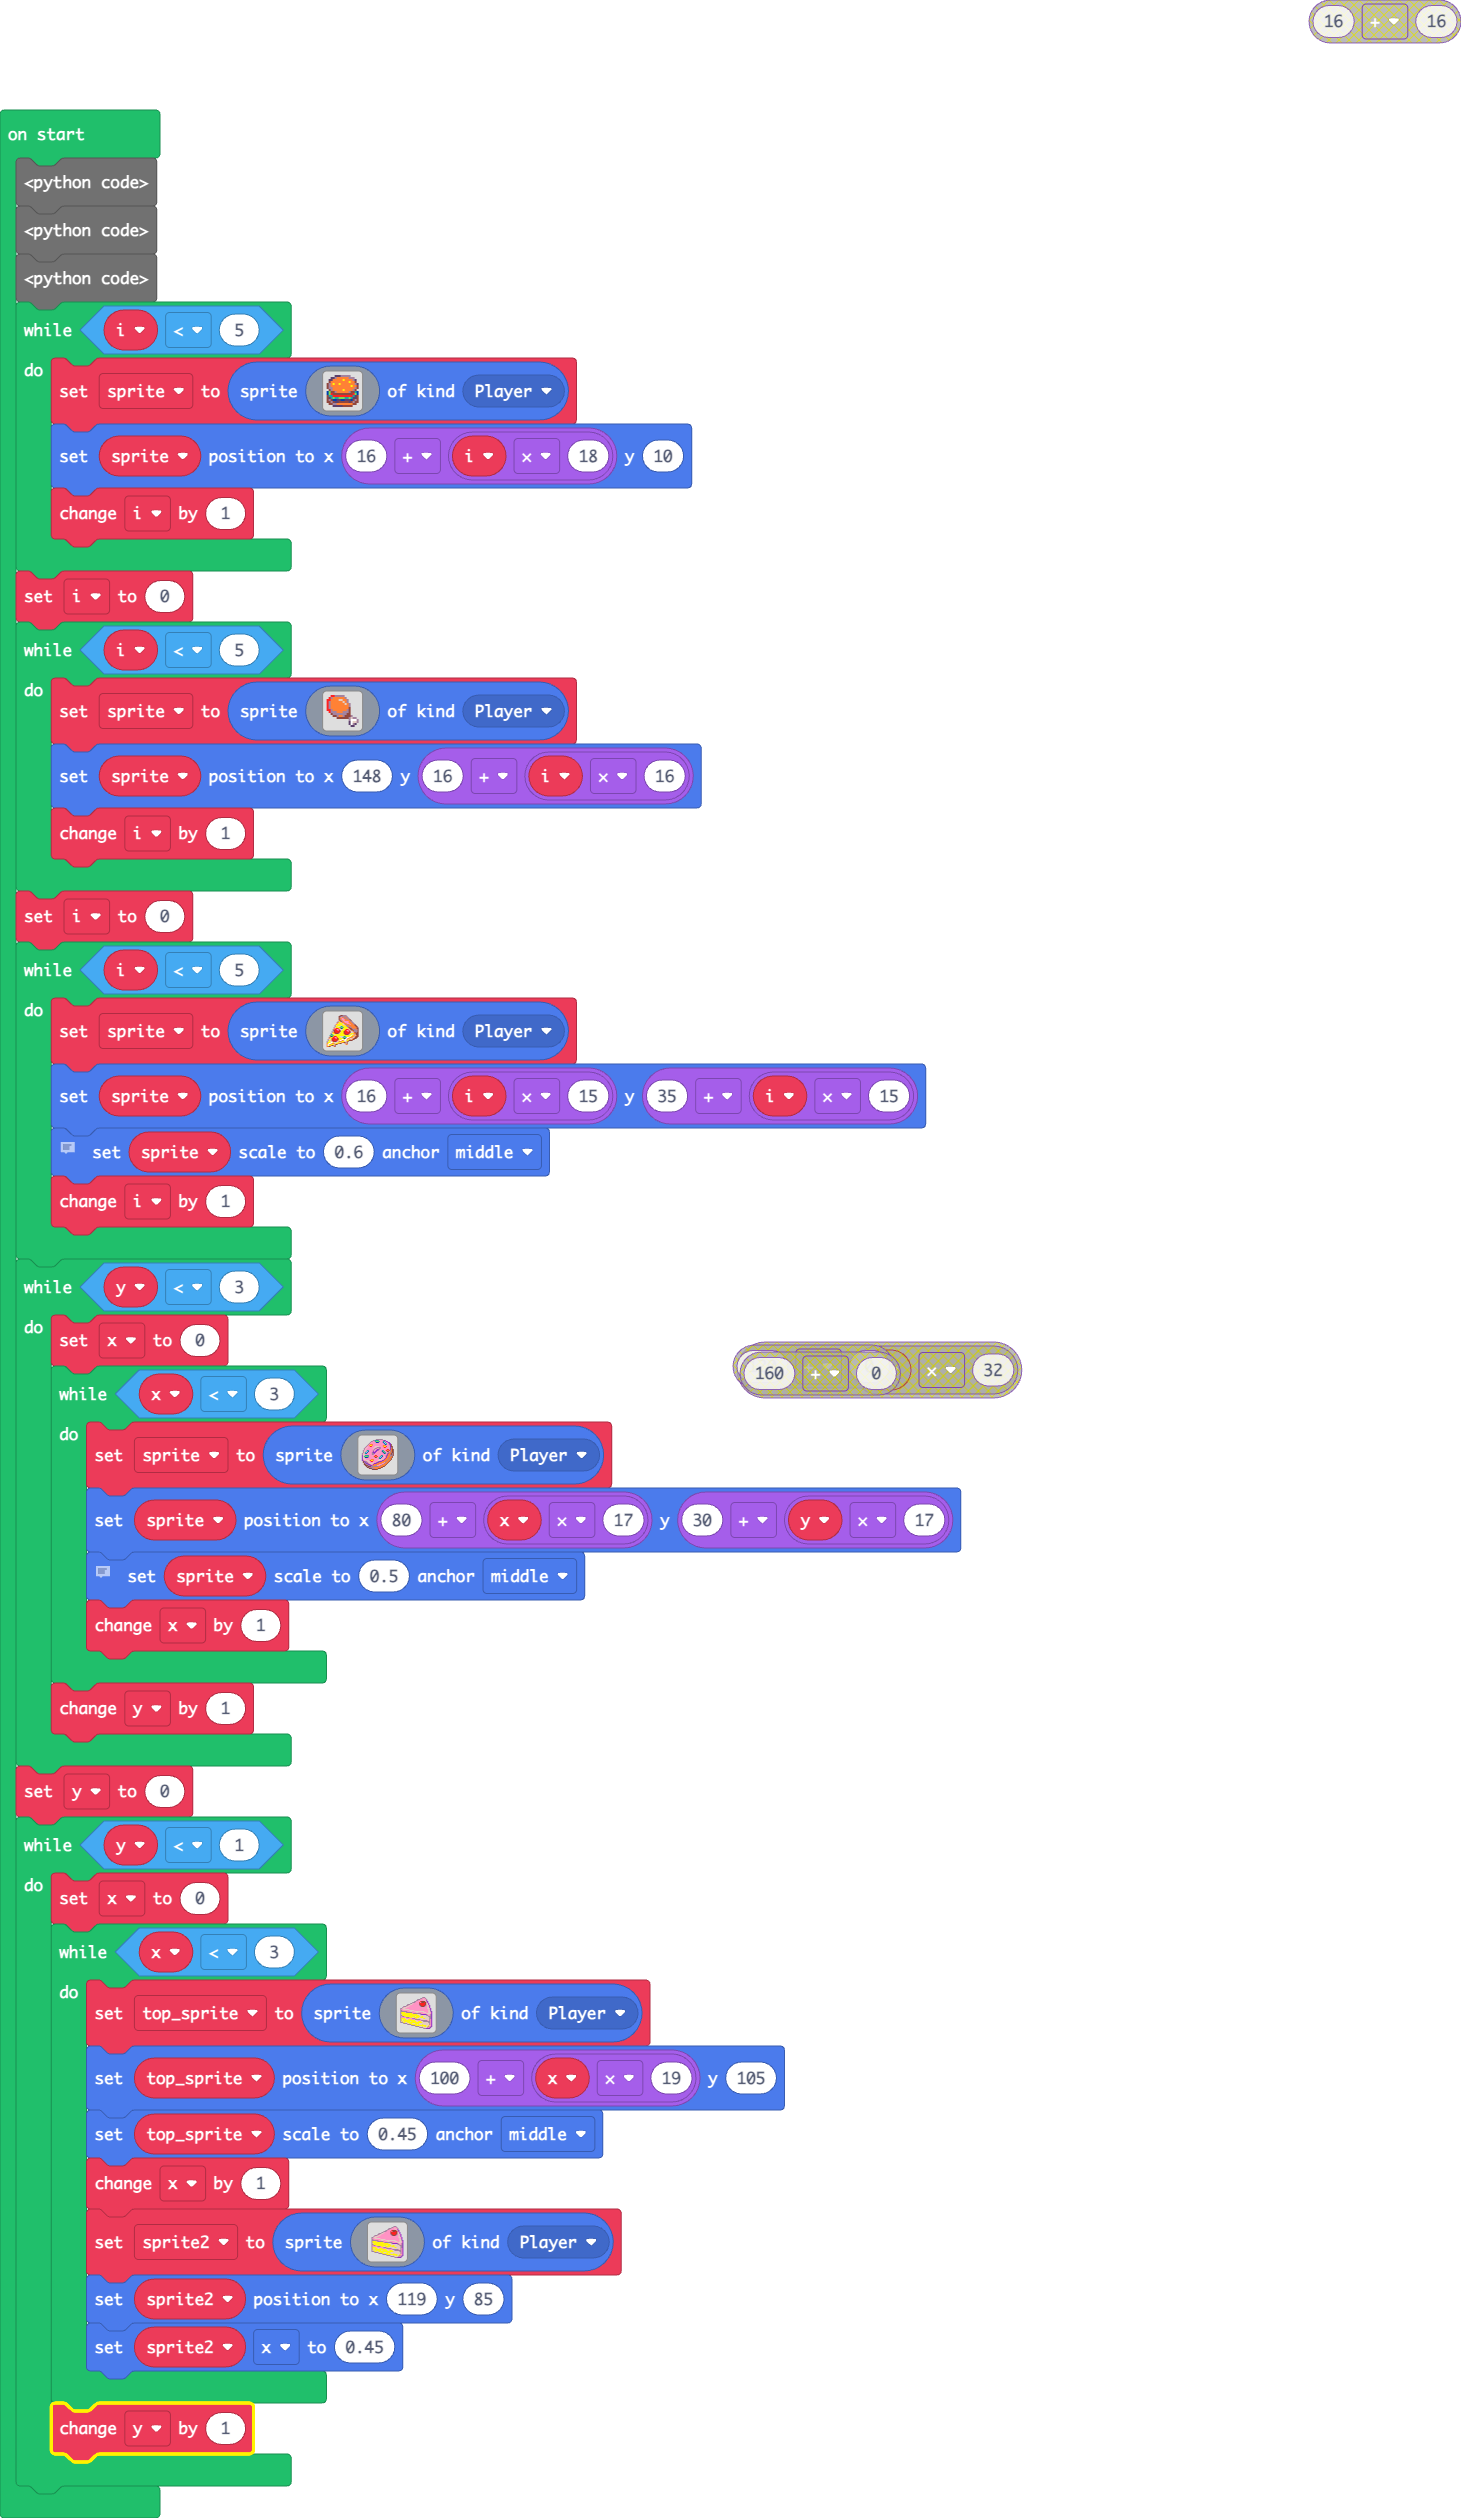 16 + 16
on start
<python code>
<python code>
<python code>
while i < 5
do
set sprite to sprite of kind Player
set sprite position to x 16 + i × 18 y 10
change i by 1
set i to 0
while i < 5
do
set sprite to sprite of kind Player
set sprite position to x 148 y 16 + i × 16
change i by 1
set i to 0
while i < 5
do
set sprite to sprite of kind Player
set sprite position to x 16 + i × 15 y 35 + i × 15
set sprite scale to 0.6 anchor middle
change i by 1
while y < 3
do
set x to 0
160 + 0 × 32
while x < 3
do
set sprite to sprite of kind Player
set sprite position to x 80 + x × 17 y 30 + y × 17
set sprite scale to 0.5 anchor middle
change x by 1
change y by 1
set y to 0
while y < 1
do
set x to 0
while x < 3
do
set top_sprite to sprite of kind Player
set top_sprite position to x 100 + x × 19 y 105
set top_sprite scale to 0.45 anchor middle
change x by 1
set sprite2 to sprite of kind Player
set sprite2 position to x 119 y 85
set sprite2 x to 0.45
change y by 1